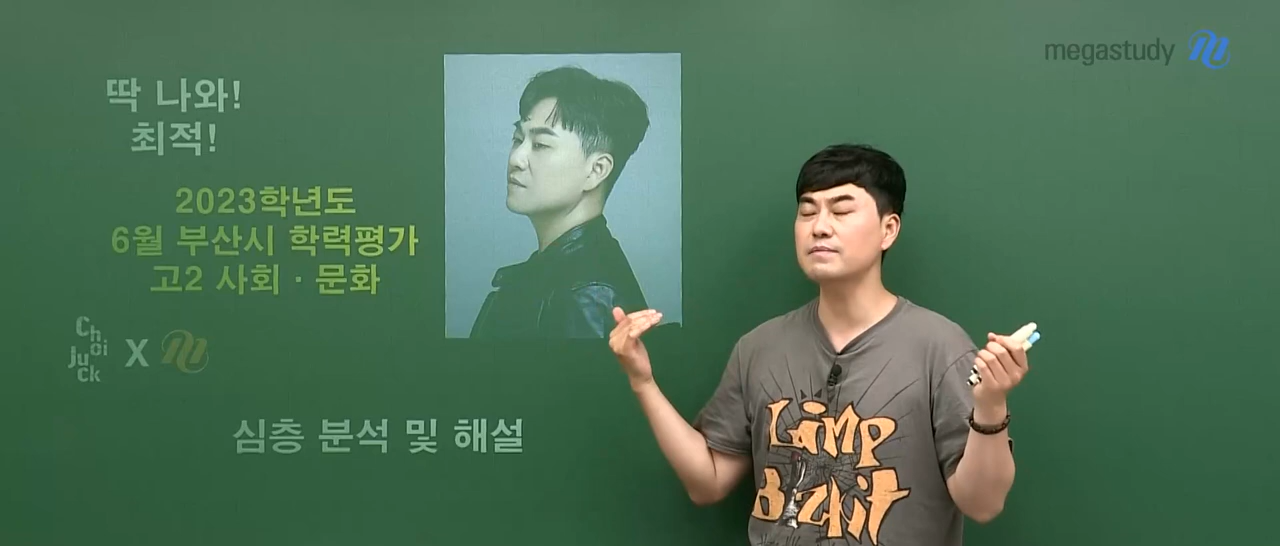 딱 나와!
최적!
2023학년도
6월 부산시 학력평가
고2 사회 · 문화
Choi
Juck
X
심층 분석 및 해설
megastudy
Limp
Bizkit